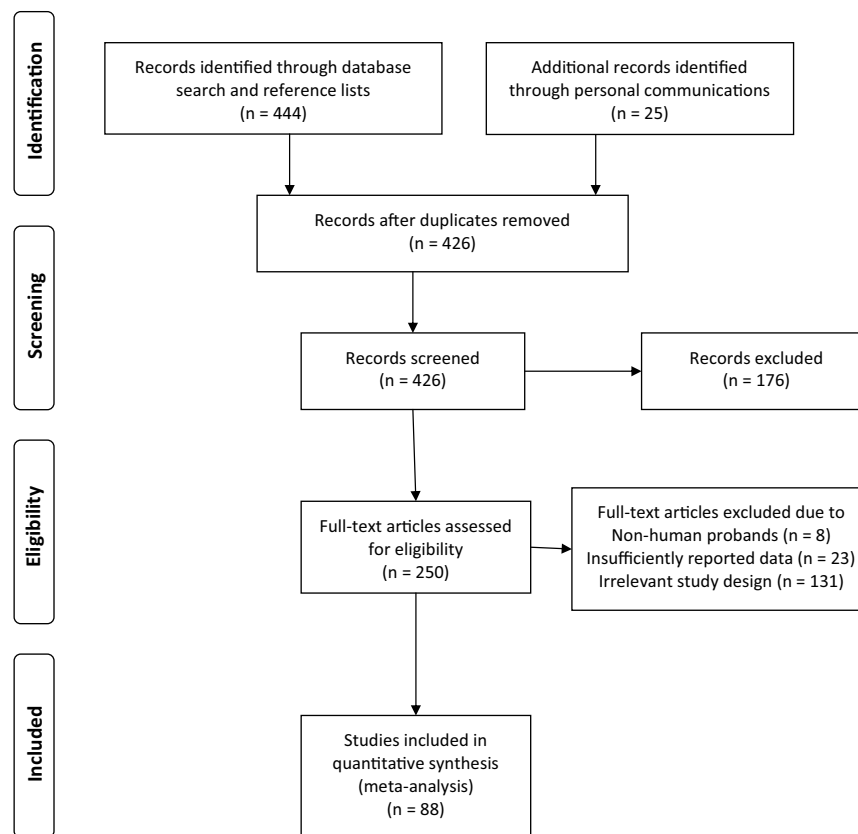 Identification
Records identified through database
search and reference lists
(n = 444)
Additional records identified
through personal communications
(n = 25)
Records after duplicates removed
(n = 426)
Screening
Records screened
(n = 426)
Records excluded
(n = 176)
Eligibility
Full-text articles assessed
for eligibility
(n = 250)
Full-text articles excluded due to
Non-human probands (n = 8)
Insufficiently reported data (n = 23)
Irrelevant study design (n = 131)
Included
Studies included in
quantitative synthesis
(meta-analysis)
(n = 88)